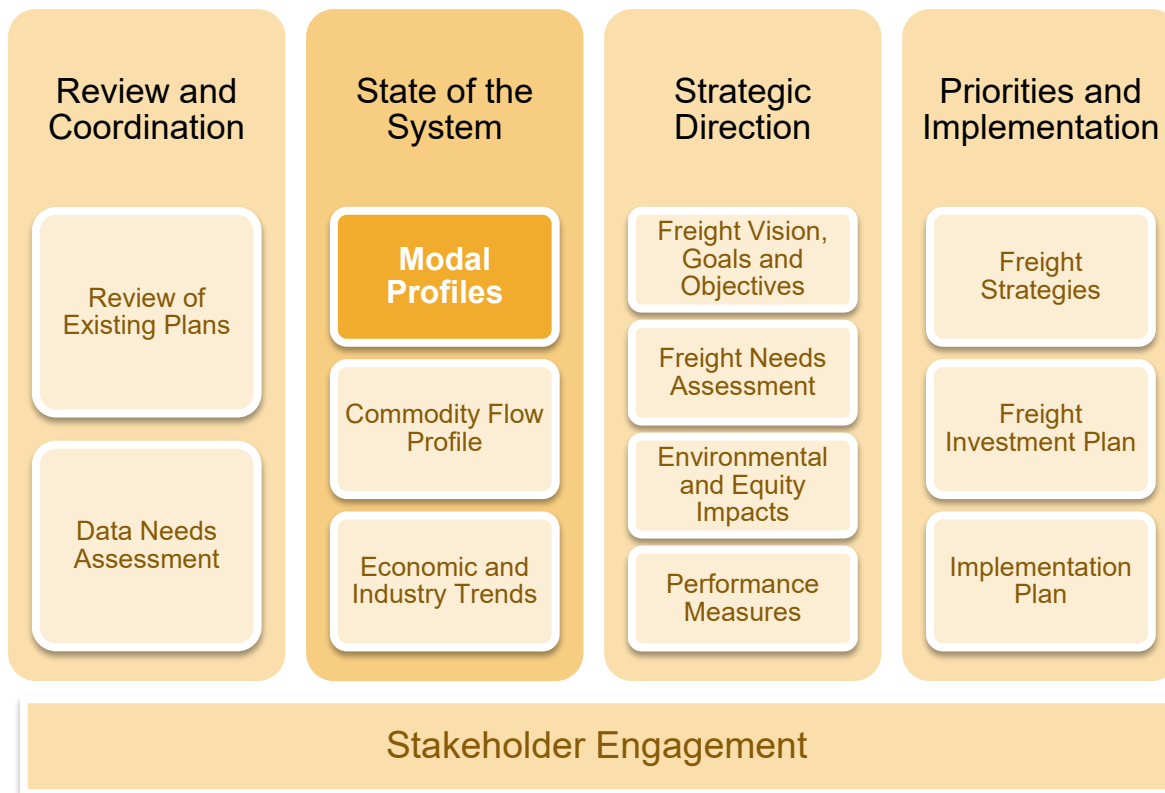 Review and
Coordination
Review of
Existing Plans
Data Needs
Assessment
State of the
System
Modal
Profiles
Commodity Flow
Profile
Economic and
Industry Trends
Strategic
Direction
Freight Vision,
Goals and
Objectives
Freight Needs
Assessment
Environmental
and Equity
Impacts
Performance
Measures
Priorities and
Implementation
Freight
Strategies
Freight
Investment Plan
Implementation
Plan
Stakeholder Engagement